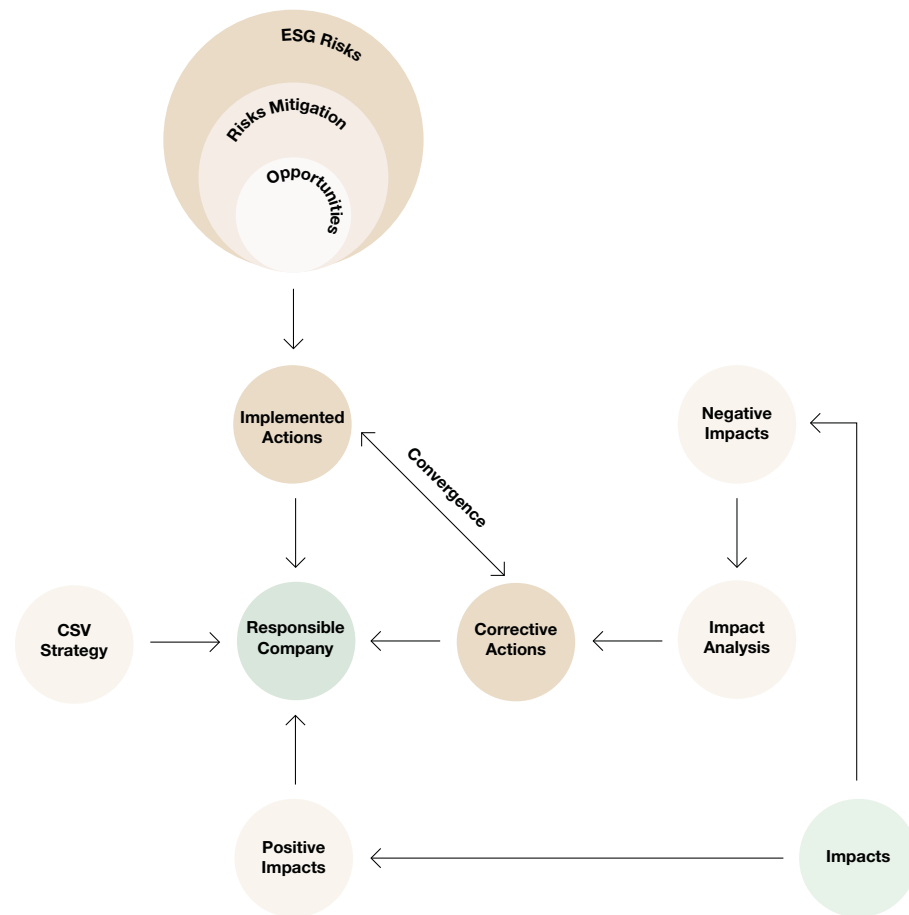 ESG Risks
Risks Mitigation
Opportunities
Implemented
Actions
Convergence
Negative
Impacts
CSV
Strategy
Responsible
Company
Corrective
Actions
Impact
Analysis
Positive
Impacts
Impacts